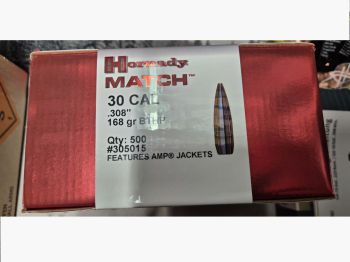 Hornady
MATCH™
30 CAL
.308"
168 gr BTHP
Qty: 500
#305015
FEATURES AMP® JACKETS